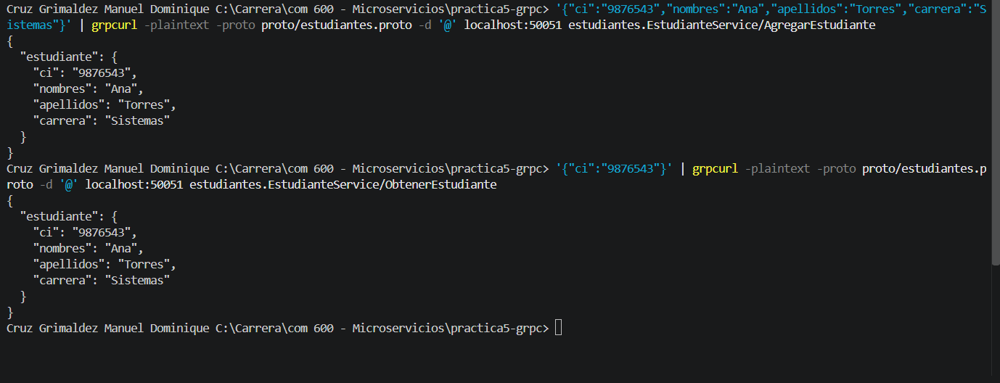 Cruz Grimaldez Manuel Dominique C:\Carrera\com 600 - Microservicios\practica5-grpc> '{"ci":"9876543","nombres":"Ana","apellidos":"Torres","carrera":"S
istemas"}' | grpcurl -plaintext -proto proto/estudiantes.proto -d '@' localhost:50051 estudiantes.EstudianteService/AgregarEstudiante
{
  "estudiante": {
    "ci": "9876543",
    "nombres": "Ana",
    "apellidos": "Torres",
    "carrera": "Sistemas"
  }
}
Cruz Grimaldez Manuel Dominique C:\Carrera\com 600 - Microservicios\practica5-grpc> '{"ci":"9876543"}' | grpcurl -plaintext -proto proto/estudiantes.p
roto -d '@' localhost:50051 estudiantes.EstudianteService/ObtenerEstudiante
{
  "estudiante": {
    "ci": "9876543",
    "nombres": "Ana",
    "apellidos": "Torres",
    "carrera": "Sistemas"
  }
}
Cruz Grimaldez Manuel Dominique C:\Carrera\com 600 - Microservicios\practica5-grpc>